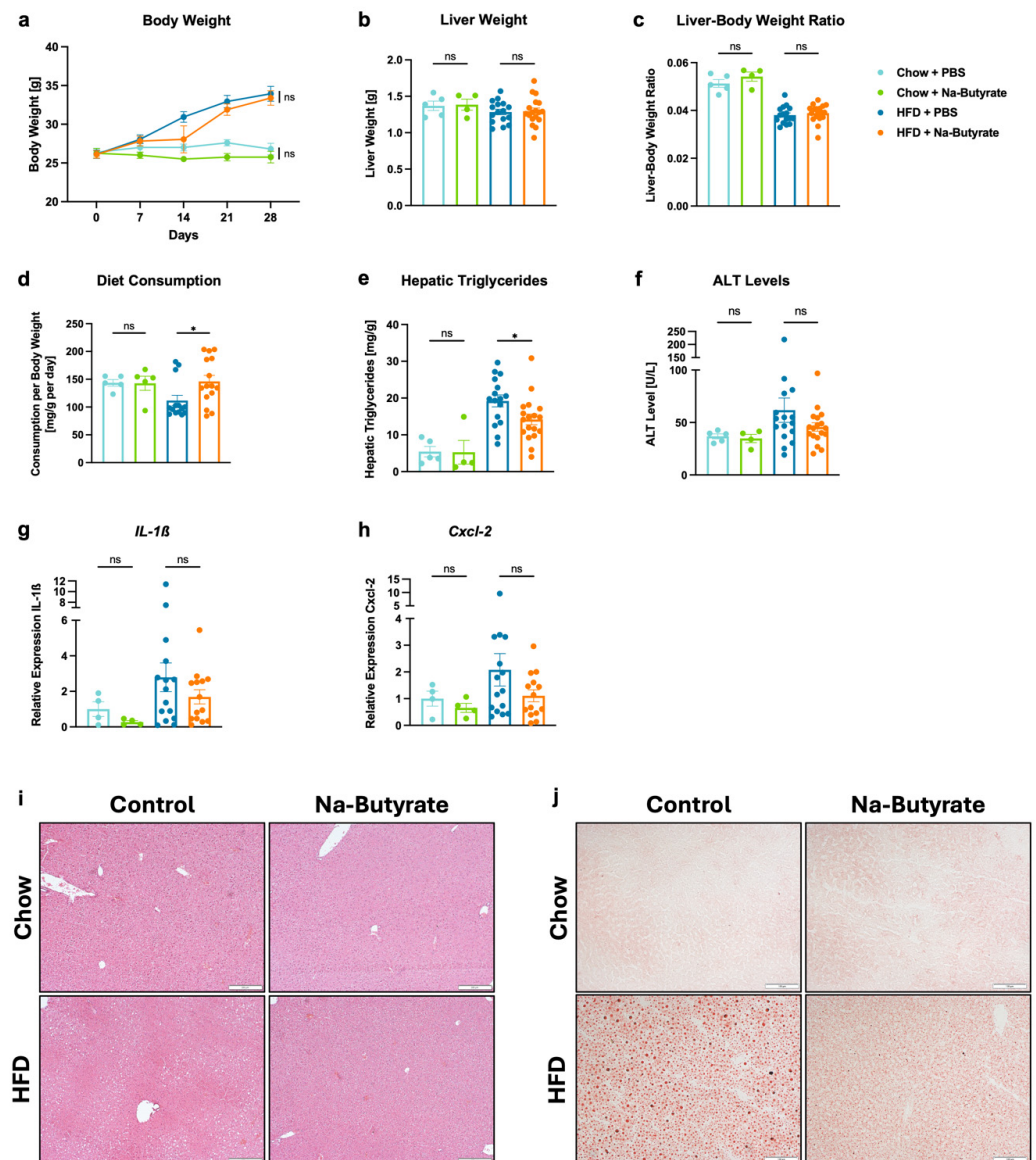 a
Body Weight
Body Weight [g]
40
35
30
25
20
0 7 14 21 28
Days
ns
ns
b
Liver Weight
Liver Weight [g]
ns ns
2.0
1.5
1.0
0.5
0.0
c
Liver-Body Weight Ratio
Liver-Body Weight Ratio
ns ns
0.06
0.04
0.02
0.00
Chow + PBS
Chow + Na-Butyrate
HFD + PBS
HFD + Na-Butyrate
d
Diet Consumption
Consumption per Body Weight
[mg/g per day]
ns *
250
200
150
100
50
0
e
Hepatic Triglycerides
Hepatic Triglycerides [mg/g]
ns *
40
30
20
10
0
f
ALT Levels
ALT Level [U/L]
ns ns
250
200
150
100
50
0
g
IL-1ß
Relative Expression IL-1ß
ns ns
12
10
8
6
4
2
0
h
Cxcl-2
Relative Expression Cxcl-2
ns ns
15
10
5
4
3
2
1
0
i
Control Na-Butyrate
Chow
HFD
j
Control Na-Butyrate
Chow
HFD